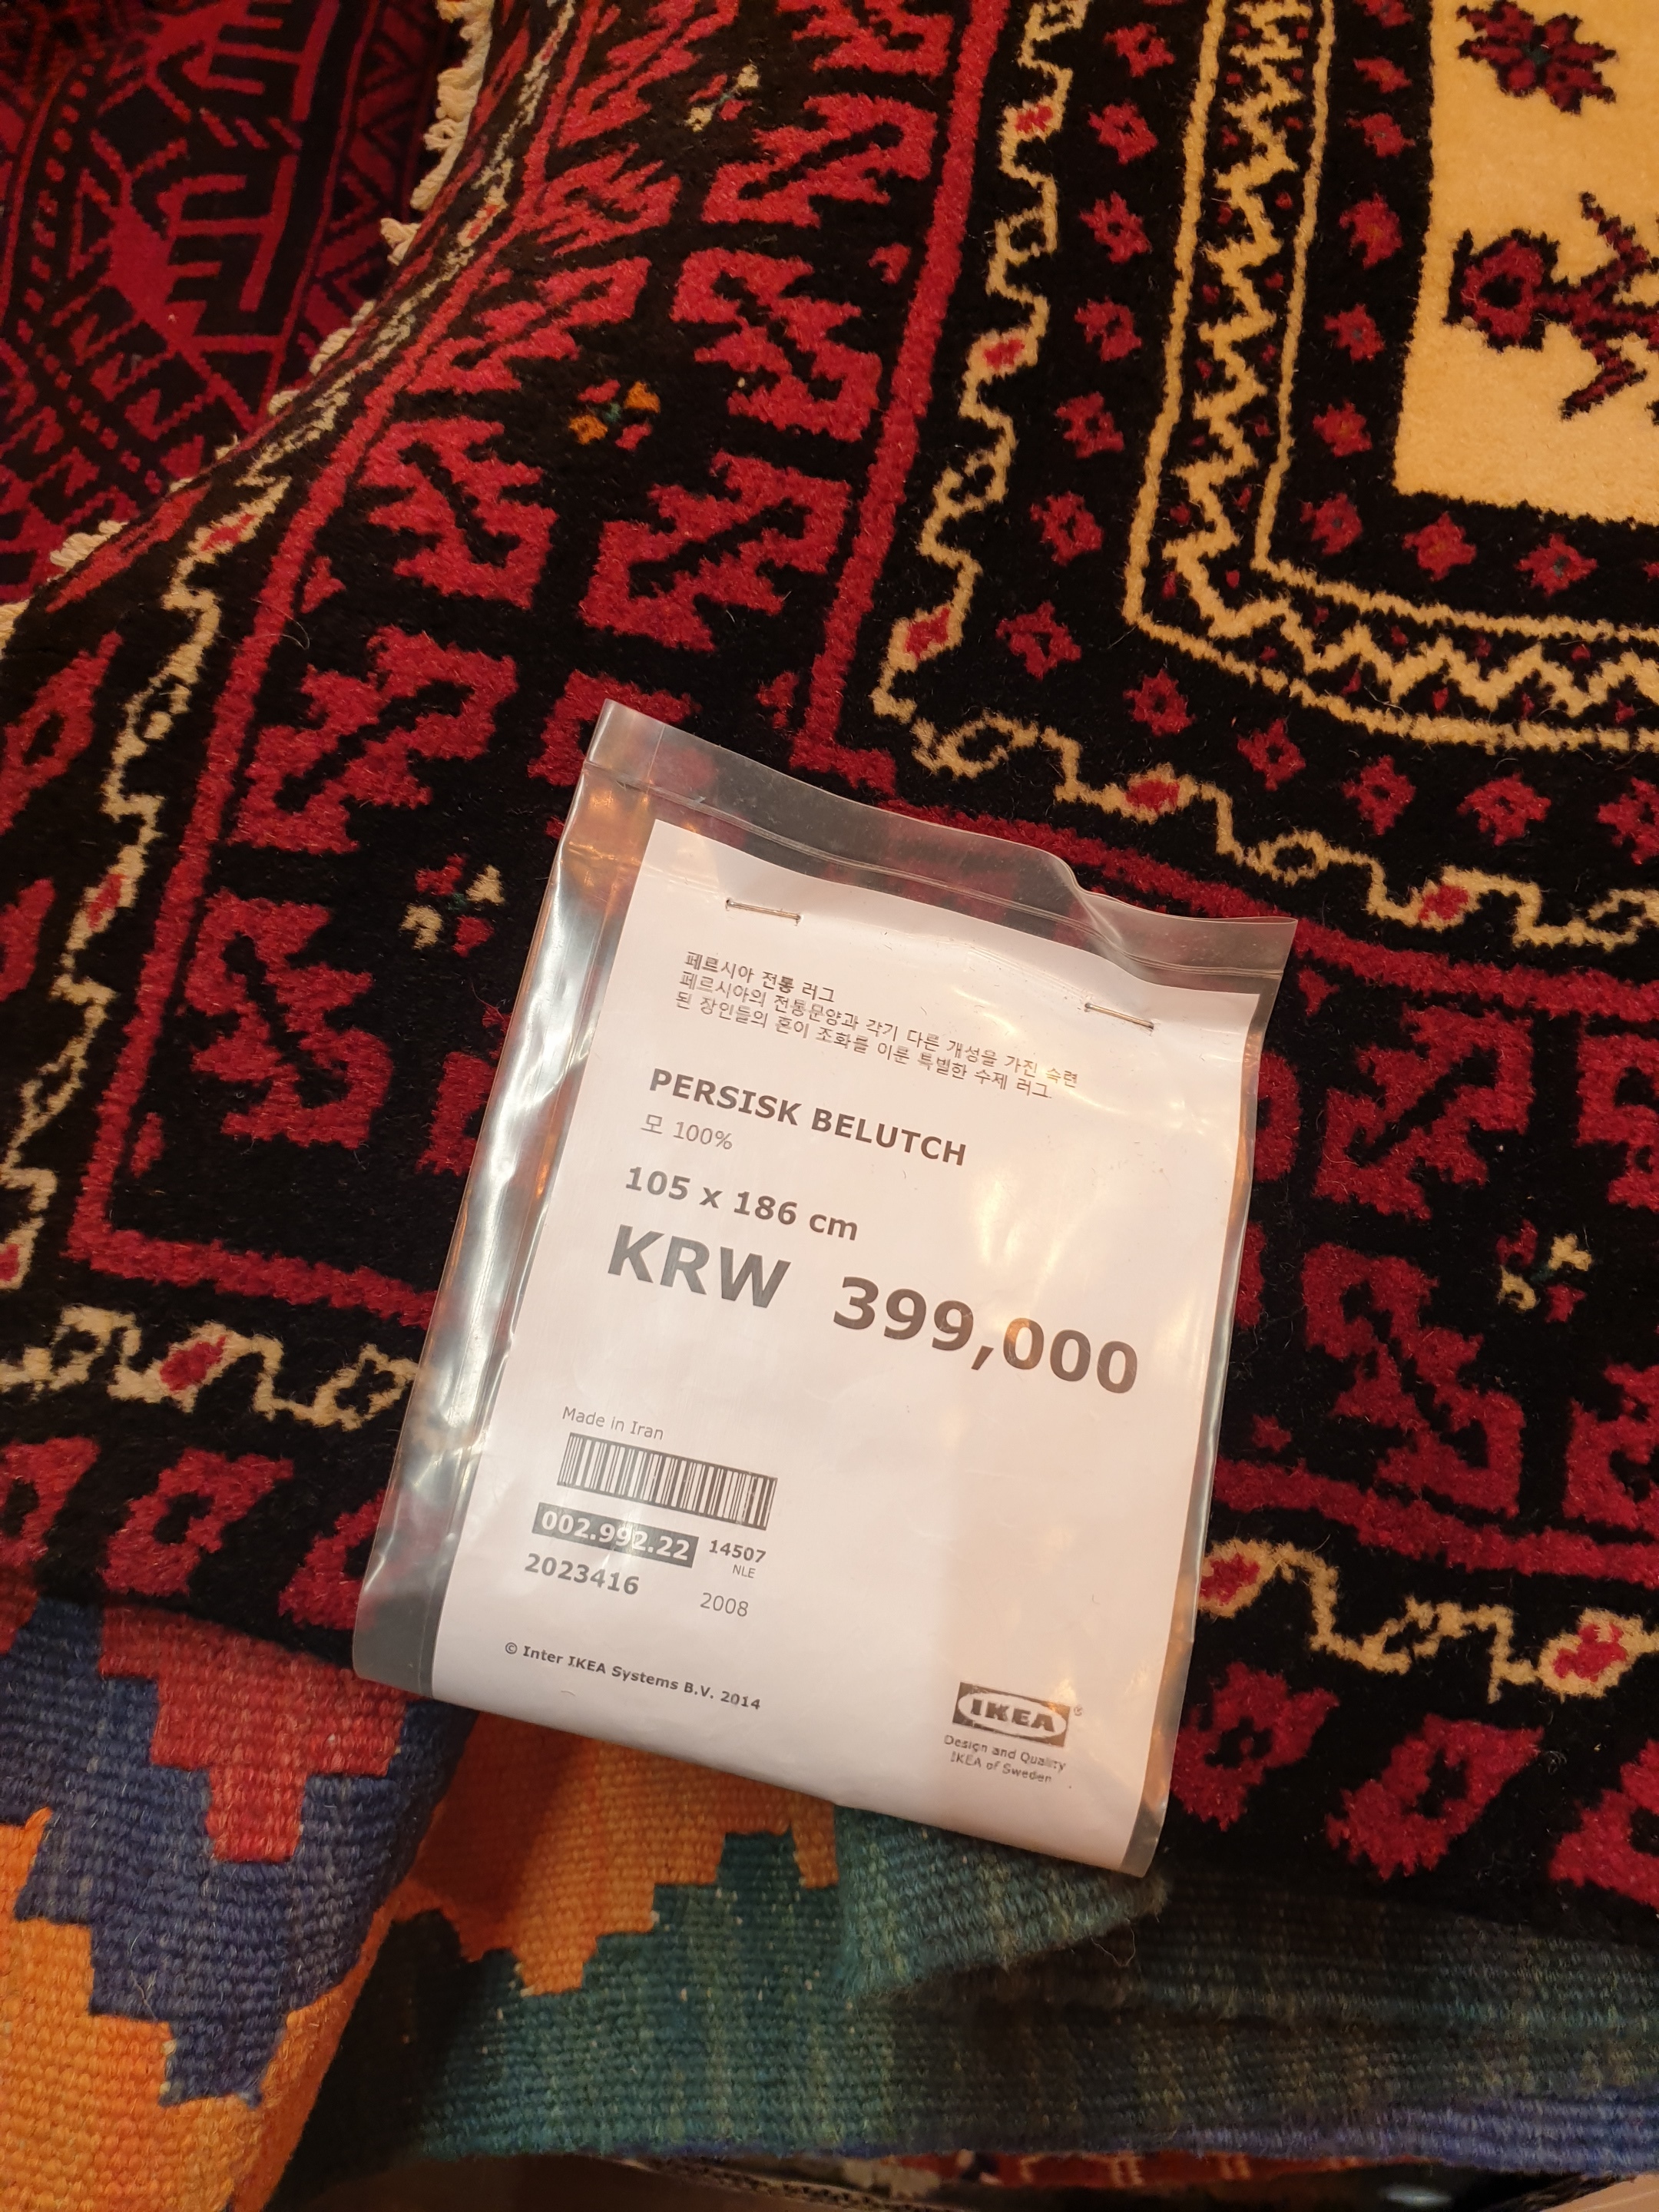 페르시아 전통 러그
페르시아의 전통문양과 각기 다른 개성을 가진 숙련
된 장인들의 혼이 조화를 이룬 특별한 수제 러그
PERSISK BELUTCH
모 100%
105 x 186 cm
KRW 399,000
Made in Iran
002.992.22 14507
NLE
2023416 2008
© Inter IKEA Systems B.V. 2014
IKEA®
Design and Quality
IKEA of Sweden